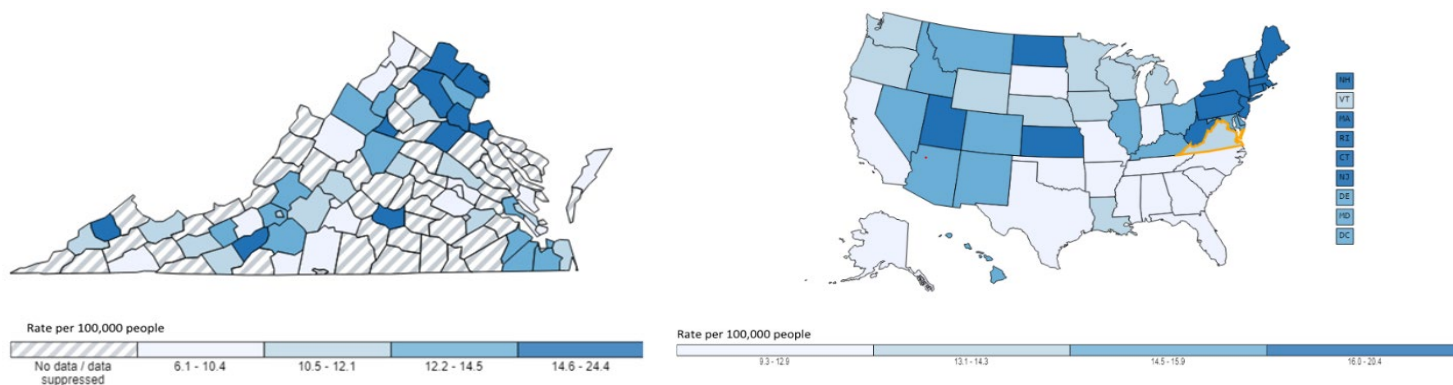 NH
VT
MA
RI
CT
NJ
DE
MD
DC
Rate per 100,000 people
No data / data
suppressed
6.1 - 10.4
10.5 - 12.1
12.2 - 14.5
14.6 - 24.4
Rate per 100,000 people
9.3 - 12.9
13.1 - 14.3
14.5 - 15.9
16.0 - 20.4